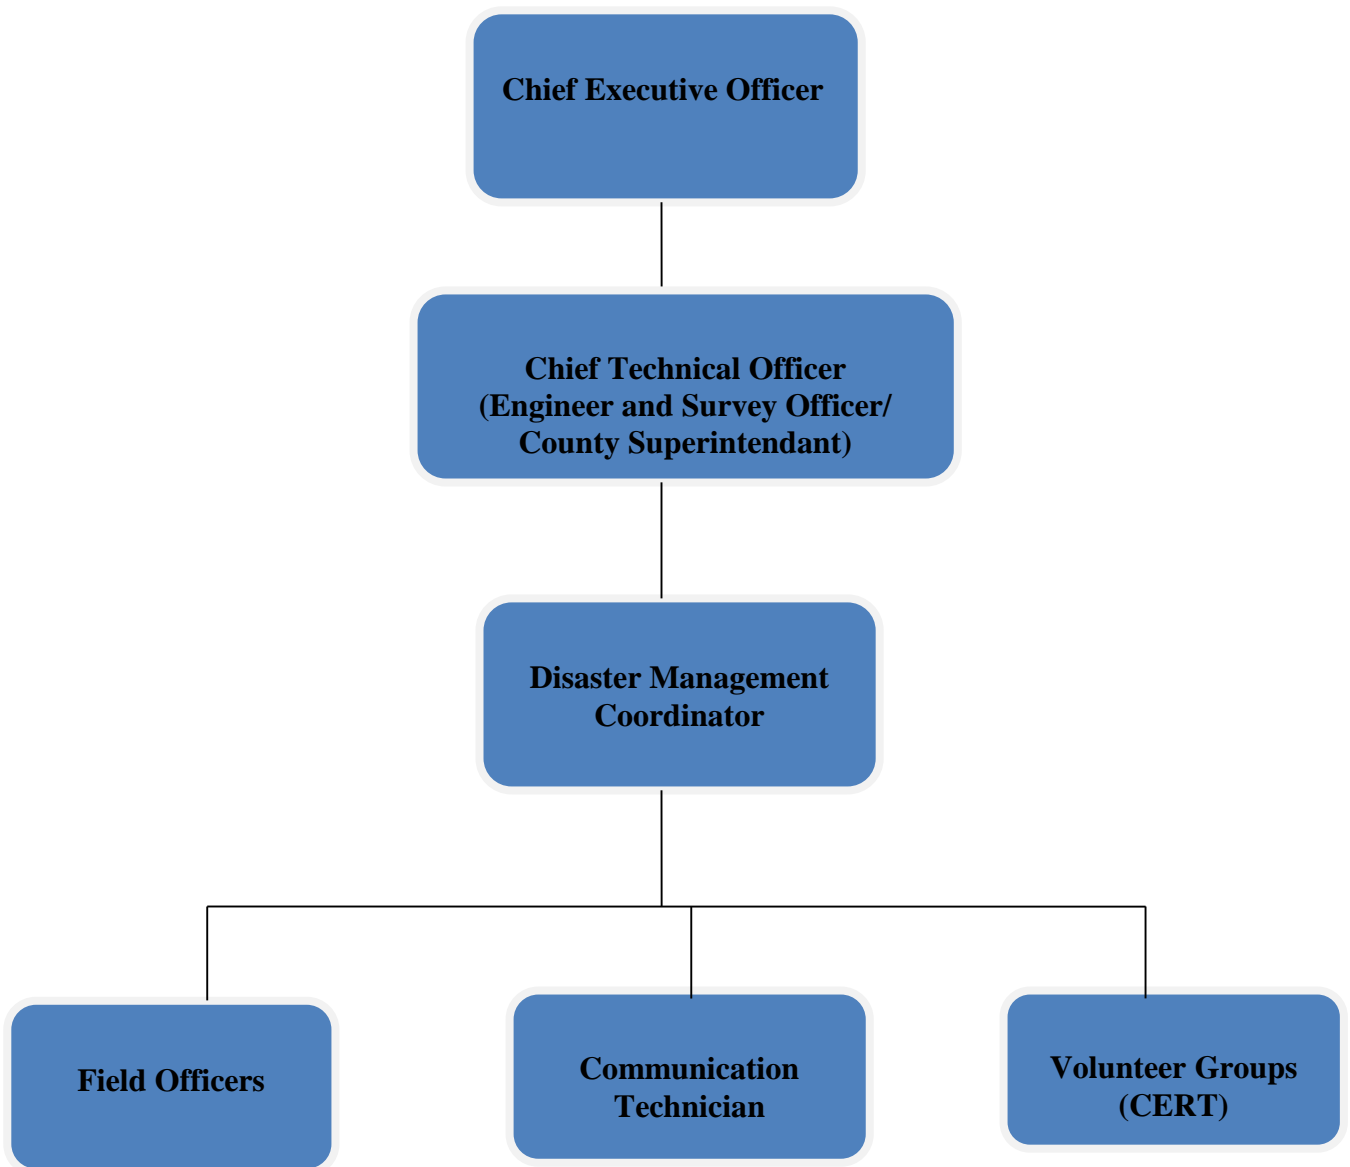 Chief Executive Officer
Chief Technical Officer
(Engineer and Survey Officer/
County Superintendant)
Disaster Management
Coordinator
Field Officers
Communication
Technician
Volunteer Groups
(CERT)